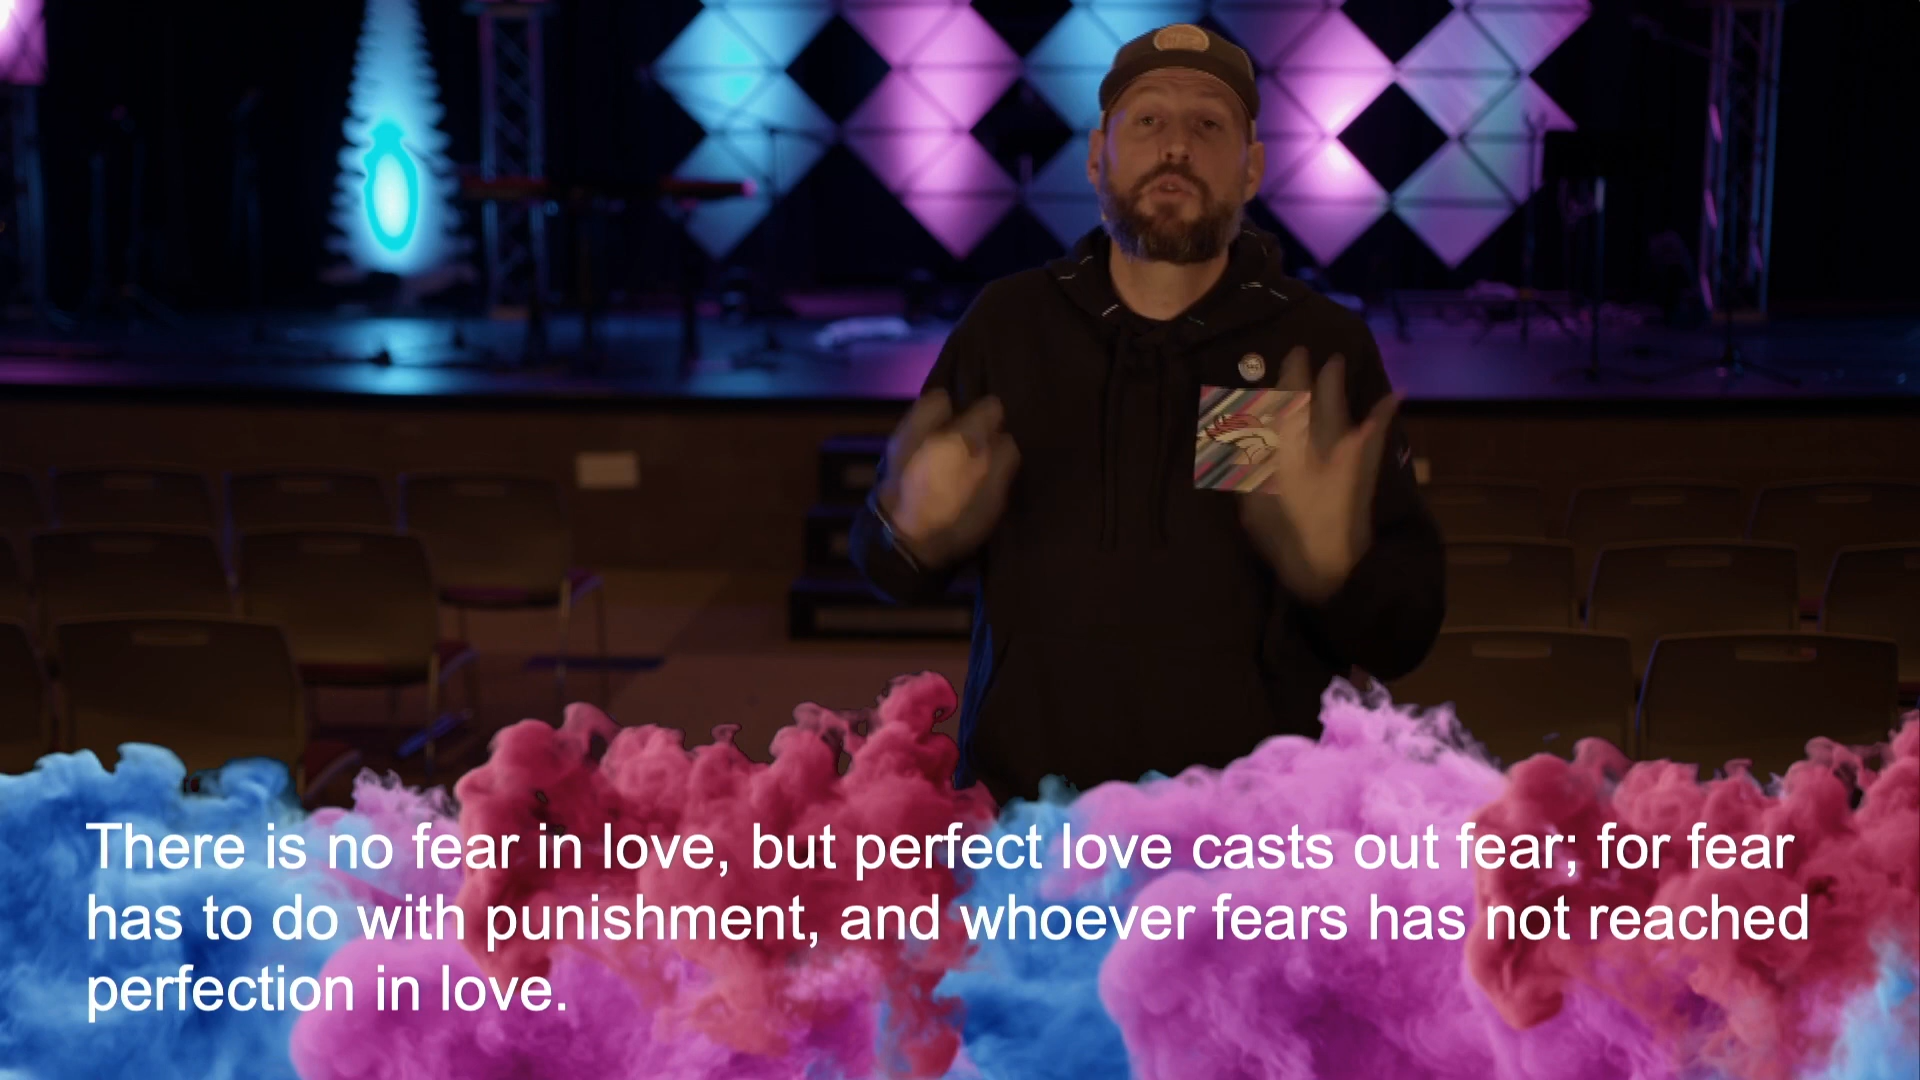 There is no fear in love, but perfect love casts out fear; for fear
has to do with punishment, and whoever fears has not reached
perfection in love.